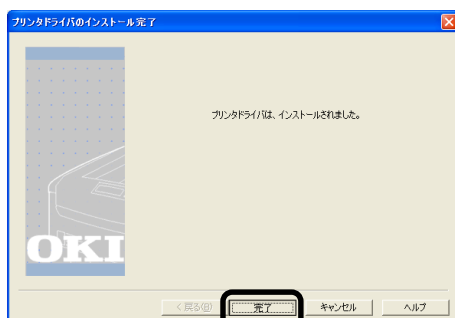 プリンタドライバのインストール完了
プリンタドライバは、インストールされました。
OKI
< 戻る(B)
完了
キャンセル
ヘルプ